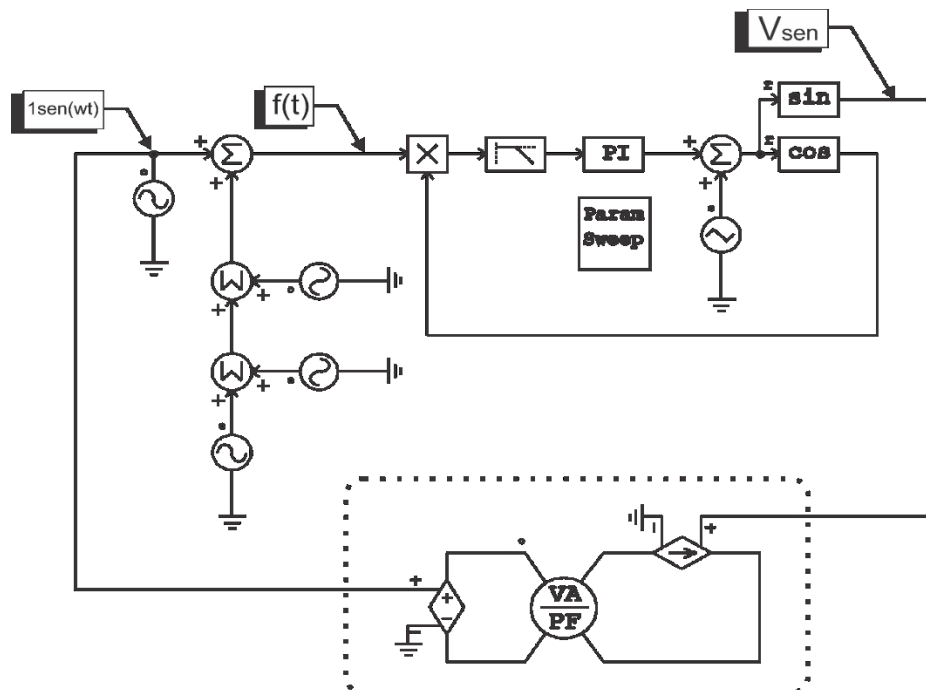 Vsen
1sen(wt)
f(t)
sin
cos
PI
Param
Sweep
VA
PF